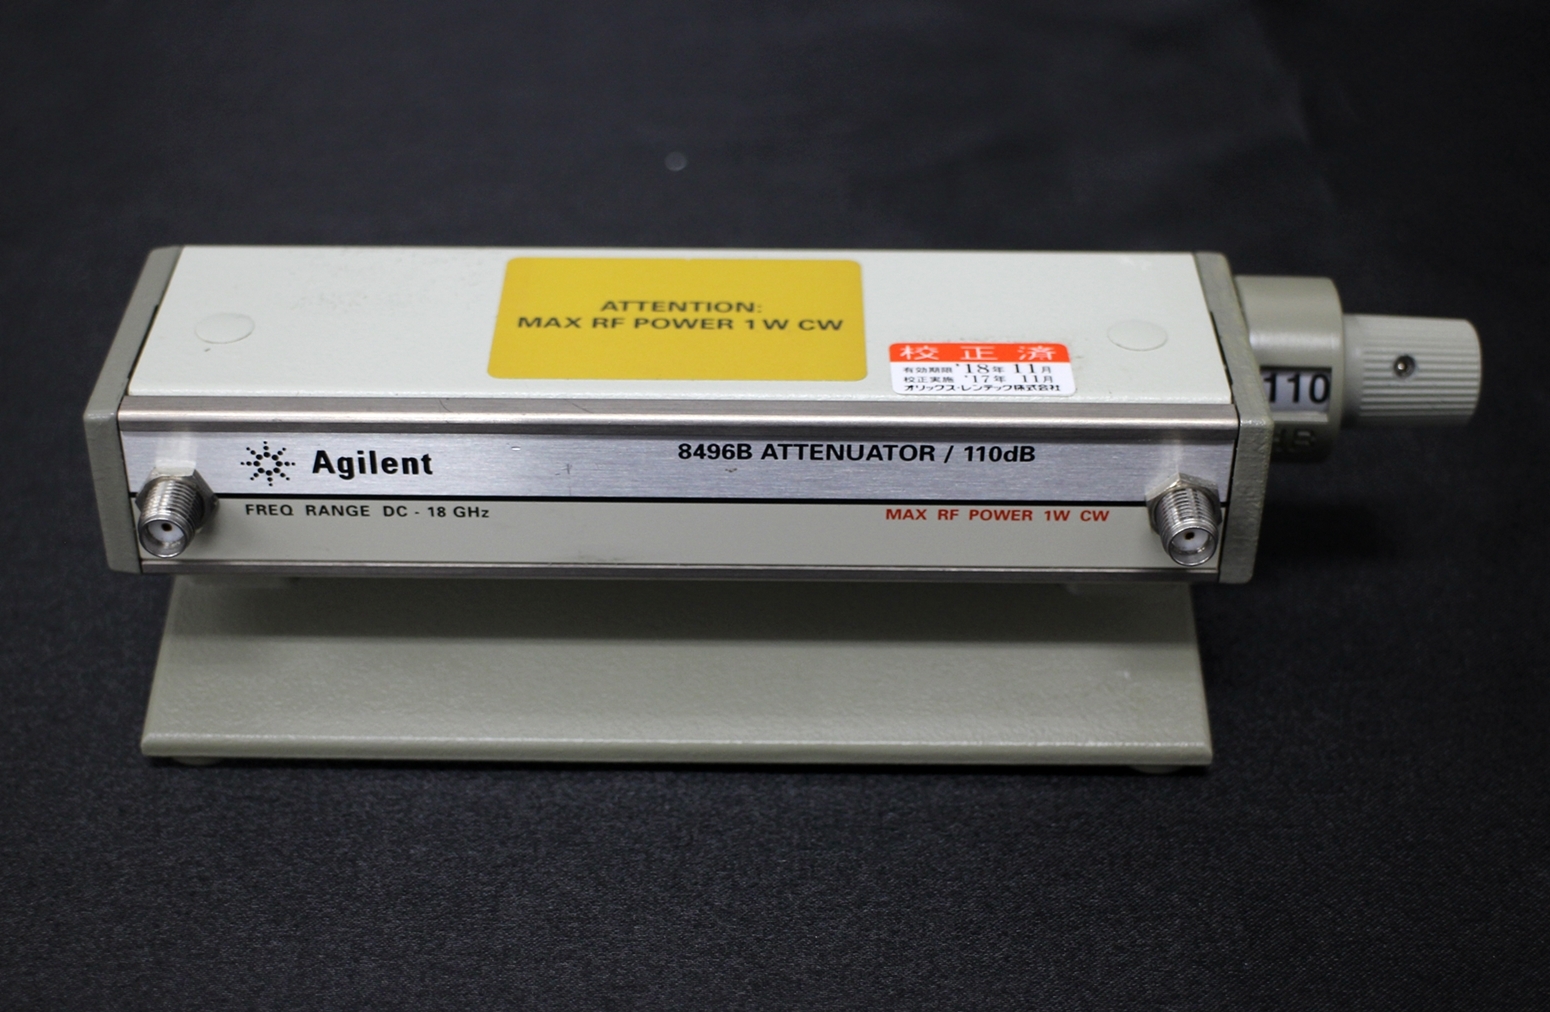 ATTENTION:
MAX RF POWER 1 W CW
校正済
有効期限 '18年 11月
校正実施 '17年 11月
オリックス・レンテック株式会社
110
dB
Agilent
8496B ATTENUATOR / 110dB
FREQ RANGE DC - 18 GHz
MAX RF POWER 1W CW